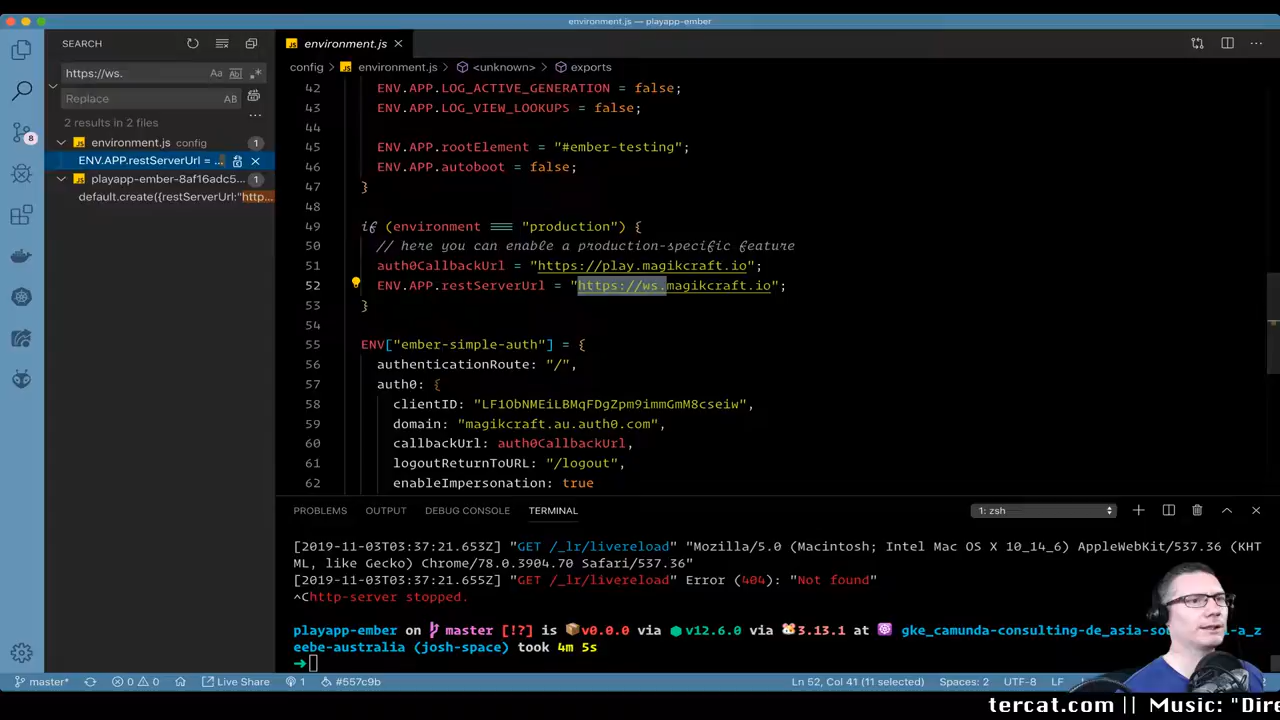 environment.js — playapp-ember
SEARCH
environment.js
https://ws.
Aa Ab|
config > environment.js > <unknown> > exports
Replace
AB
2 results in 2 files
environment.js config 1
ENV.APP.restServerUrl = ...
playapp-ember-8af16adc5... 1
default.create({restServerUrl:"http...
42 ENV.APP.LOG_ACTIVE_GENERATION = false;
43 ENV.APP.LOG_VIEW_LOOKUPS = false;
44
45 ENV.APP.rootElement = "#ember-testing";
46 ENV.APP.autoboot = false;
47 }
48
49 if (environment === "production") {
50 // here you can enable a production-specific feature
51 auth0CallbackUrl = "https://play.magikcraft.io";
52 ENV.APP.restServerUrl = "https://ws.magikcraft.io";
53 }
54
55 ENV["ember-simple-auth"] = {
56 authenticationRoute: "/",
57 auth0: {
58 clientID: "LF1ObNMEiLBMqFDgZpm9immGmM8cseiw",
59 domain: "magikcraft.au.auth0.com",
60 callbackUrl: auth0CallbackUrl,
61 logoutReturnToURL: "/logout",
62 enableImpersonation: true
8
PROBLEMS OUTPUT DEBUG CONSOLE TERMINAL
1: zsh
[2019-11-03T03:37:21.653Z] "GET /_lr/livereload" "Mozilla/5.0 (Macintosh; Intel Mac OS X 10_14_6) AppleWebKit/537.36 (KHT
ML, like Gecko) Chrome/78.0.3904.70 Safari/537.36"
[2019-11-03T03:37:21.655Z] "GET /_lr/livereload" Error (404): "Not found"
^Chttp-server stopped.
playapp-ember on master [!?] is v0.0.0 via v12.6.0 via 3.13.1 at gke_camunda-consulting-de_asia-so
l-a_z
eebe-australia (josh-space) took 4m 5s
master* 0 0 Live Share 1 #557c9b
Ln 52, Col 41 (11 selected) Spaces: 2 UTF-8 LF
tercat.com || Music: "Dire